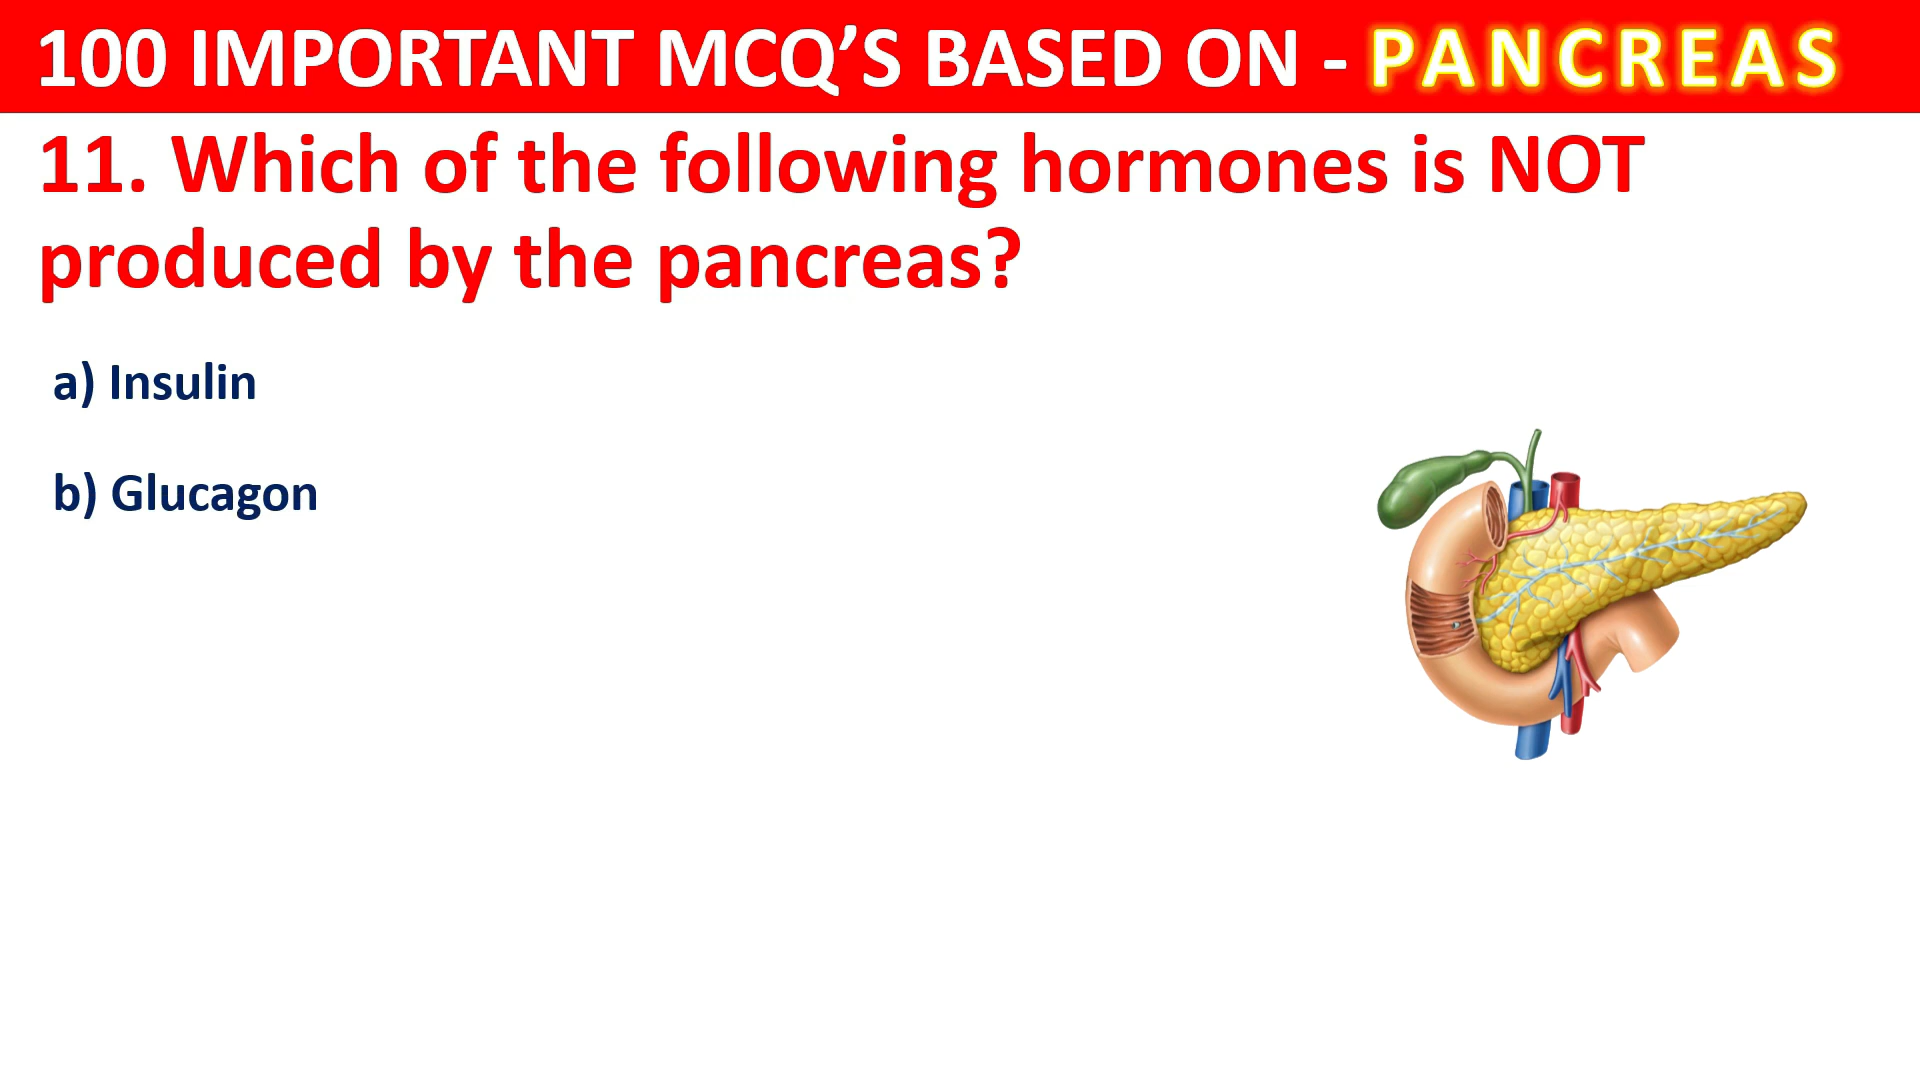 100 IMPORTANT MCQ’S BASED ON - PANCREAS
11. Which of the following hormones is NOT
produced by the pancreas?
a) Insulin
b) Glucagon